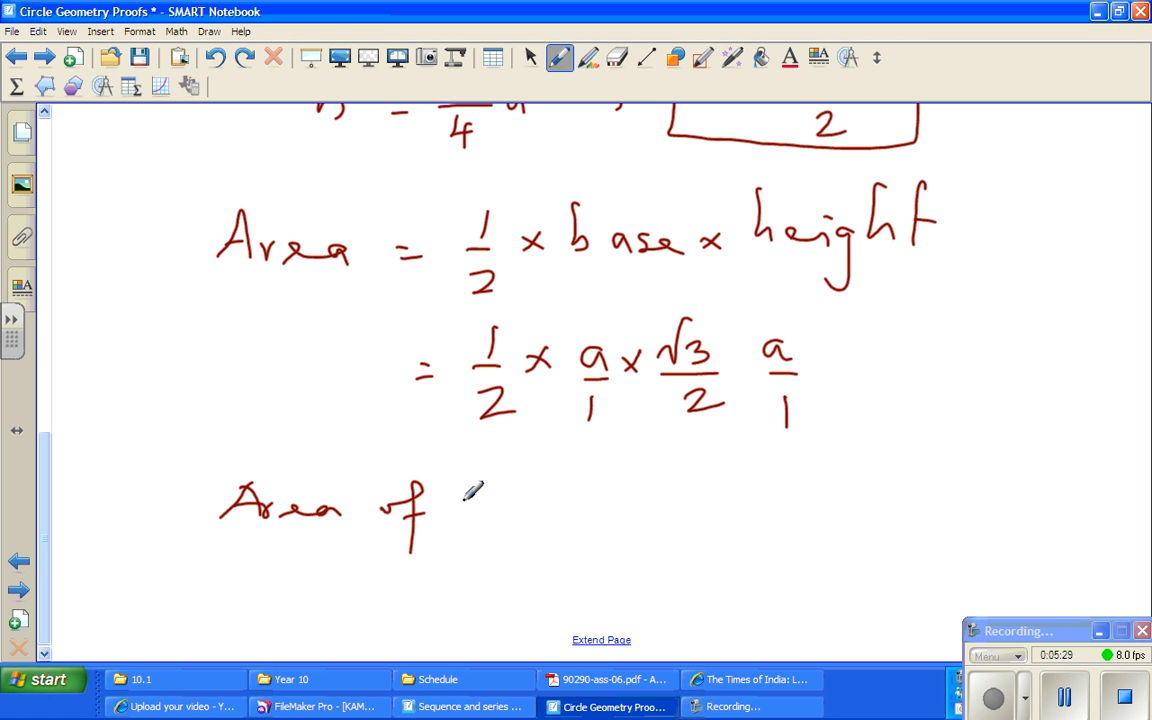 Circle Geometry Proofs * - SMART Notebook
File Edit View Insert Format Math Draw Help
= 4
2
Area = 1/2 × base × height
= 1/2 × a/1 × √3/2 a/1
Area of
Extend Page
Recording...
Menu 0:05:29 8.0 fps
start 10.1 Year 10 Schedule 90290-ass-06.pdf - A... The Times of India: L...
Upload your video - Y... FileMaker Pro - [KAM... Sequence and series ... Circle Geometry Proo... Recording...